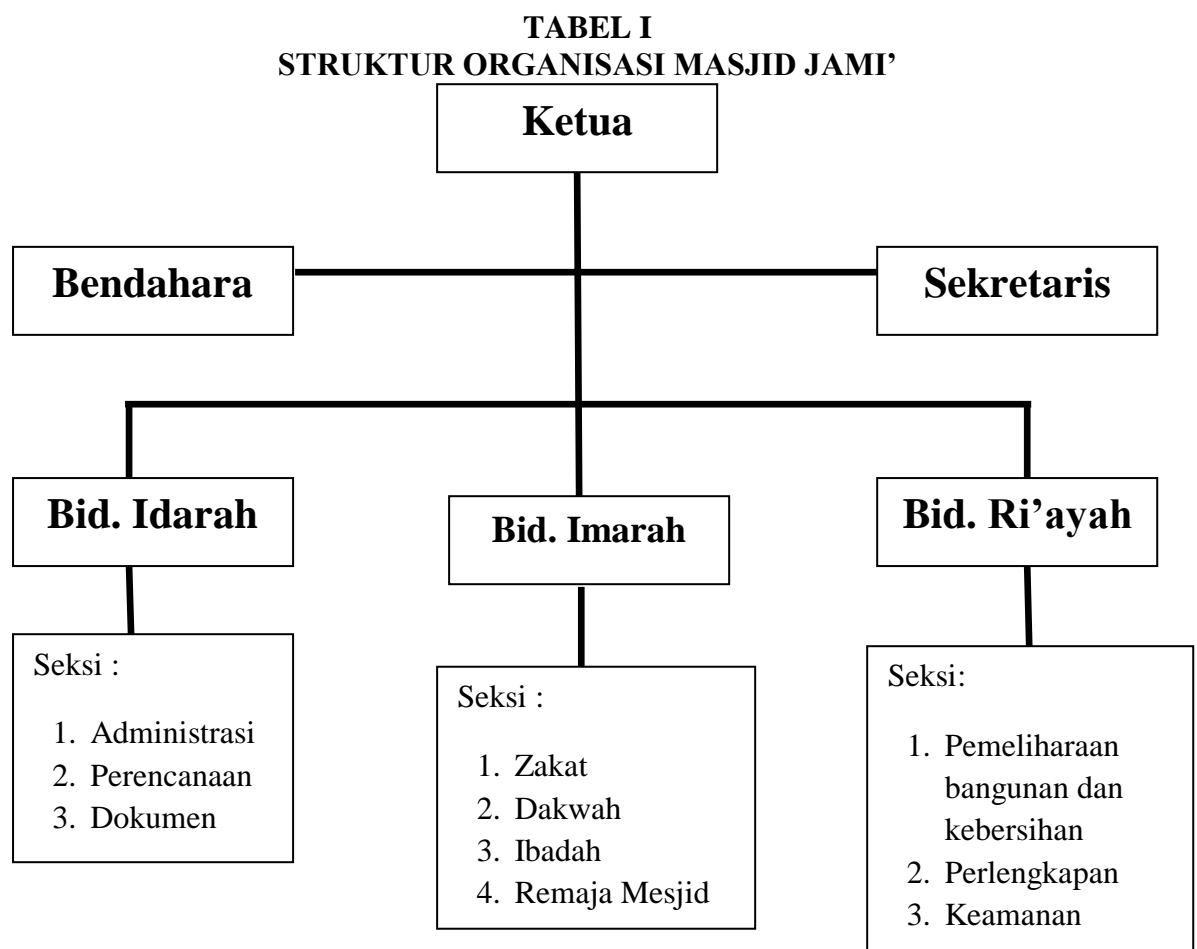 TABEL I
STRUKTUR ORGANISASI MASJID JAMI’
Ketua
Bendahara
Sekretaris
Bid. Idarah
Bid. Imarah
Bid. Ri’ayah
Seksi :
1. Administrasi
2. Perencanaan
3. Dokumen
Seksi :
1. Zakat
2. Dakwah
3. Ibadah
4. Remaja Mesjid
Seksi:
1. Pemeliharaan
bangunan dan
kebersihan
2. Perlengkapan
3. Keamanan